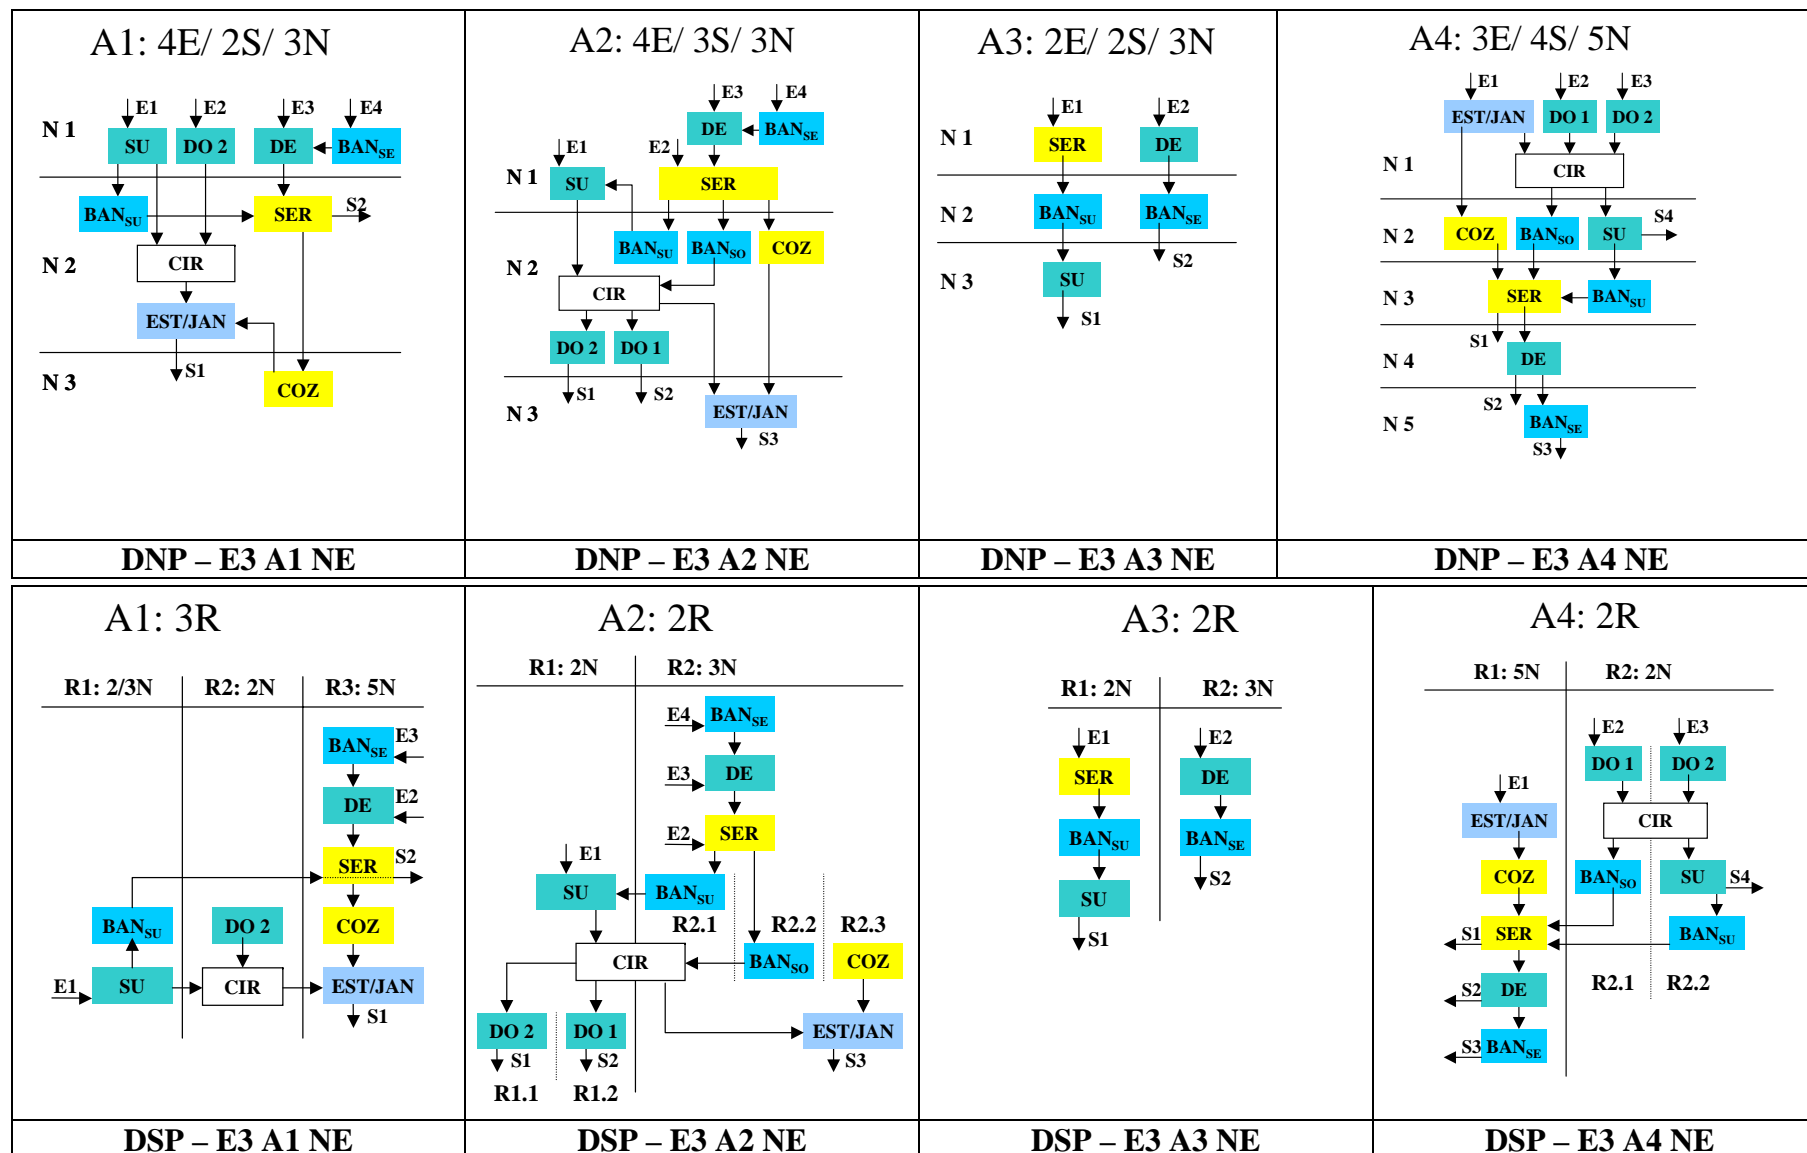 A1: 4E/ 2S/ 3N
E1 E2 E3 E4
N 1
SU DO 2 DE BANSE
BANSU SER S2
N 2
CIR
EST/JAN
S1
N 3
COZ
DNP – E3 A1 NE
A2: 4E/ 3S/ 3N
E3 E4
DE BANSE
E1 E2
N 1
SU SER
BANSU BANSO COZ
N 2
CIR
DO 2 DO 1
S1 S2
N 3
EST/JAN
S3
DNP – E3 A2 NE
A3: 2E/ 2S/ 3N
E1 E2
N 1
SER DE
N 2
BANSU BANSE
S2
N 3
SU
S1
DNP – E3 A3 NE
A4: 3E/ 4S/ 5N
E1 E2 E3
EST/JAN DO 1 DO 2
N 1
CIR
S4
N 2
COZ BANSO SU
N 3
SER BANSU
S1
N 4
DE
S2
N 5
BANSE
S3
DNP – E3 A4 NE
A1: 3R
R1: 2/3N R2: 2N R3: 5N
BANSE E3
DE E2
SER S2
BANSU DO 2 COZ
E1 SU CIR EST/JAN
S1
DSP – E3 A1 NE
A2: 2R
R1: 2N R2: 3N
E4 BANSE
E3 DE
E2 SER
E1
SU BANSU
R2.1 R2.2 R2.3
CIR BANSO COZ
DO 2 DO 1 EST/JAN
S1 S2 S3
R1.1 R1.2
DSP – E3 A2 NE
A3: 2R
R1: 2N R2: 3N
E1 E2
SER DE
BANSU BANSE
S2
SU
S1
DSP – E3 A3 NE
A4: 2R
R1: 5N R2: 2N
E2 E3
DO 1 DO 2
E1
EST/JAN CIR
COZ BANSO SU S4
S1 SER BANSU
S2 DE R2.1 R2.2
S3 BANSE
DSP – E3 A4 NE